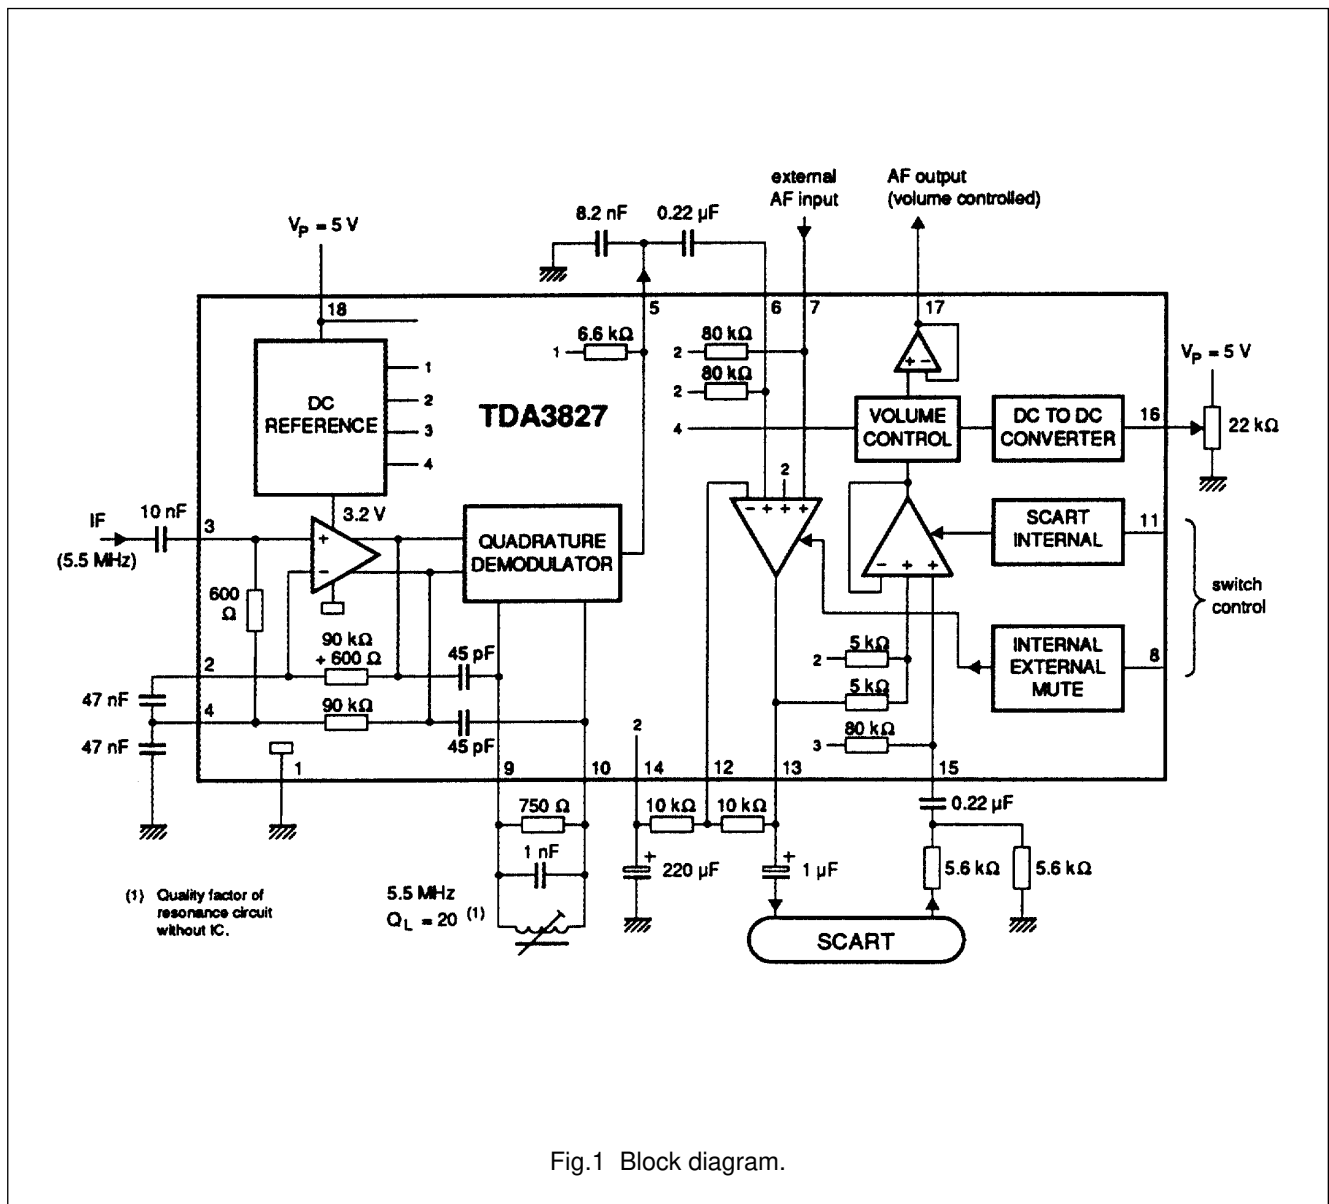 external
AF input
AF output
(volume controlled)
8.2 nF
0.22 µF
V_P = 5 V
18
5
6
7
17
6.6 kΩ
1
2
80 kΩ
2
80 kΩ
V_P = 5 V
DC
REFERENCE
1
2
3
4
TDA3827
4
VOLUME
CONTROL
DC TO DC
CONVERTER
16
22 kΩ
+ -
2
- + + +
3.2 V
10 nF
3
IF
(5.5 MHz)
+
-
QUADRATURE
DEMODULATOR
SCART
INTERNAL
11
- + +
switch
control
600
Ω
90 kΩ
+ 600 Ω
45 pF
2
47 nF
4
90 kΩ
45 pF
47 nF
1
5 kΩ
2
5 kΩ
80 kΩ
3
INTERNAL
EXTERNAL
MUTE
8
2
9
10
14
12
13
15
750 Ω
10 kΩ
10 kΩ
0.22 µF
1 nF
+
220 µF
+
1 µF
5.6 kΩ
5.6 kΩ
5.5 MHz
Q_L = 20 (1)
(1) Quality factor of
resonance circuit
without IC.
SCART
Fig.1 Block diagram.